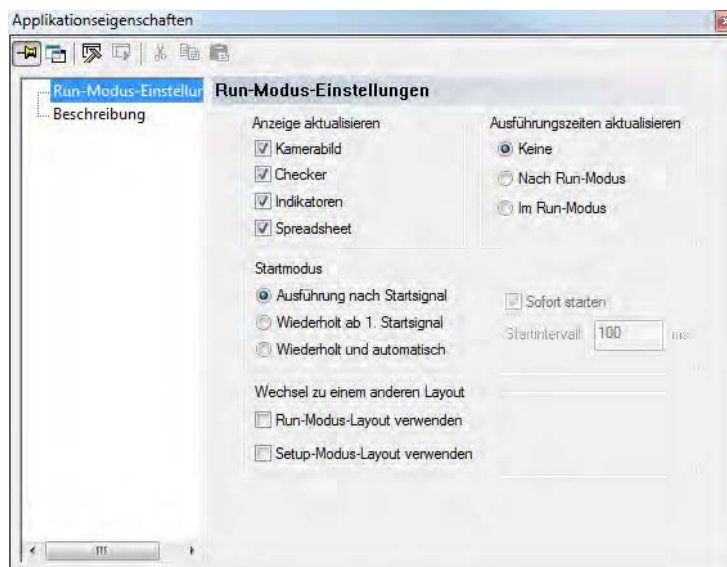 Applikationseigenschaften
Run-Modus-Einstellur
Beschreibung
Run-Modus-Einstellungen
Anzeige aktualisieren
Kamerabild
Checker
Indikatoren
Spreadsheet
Ausführungszeiten aktualisieren
Keine
Nach Run-Modus
Im Run-Modus
Startmodus
Ausführung nach Startsignal
Wiederholt ab 1. Startsignal
Wiederholt und automatisch
Sofort starten
Startintervall 100 ms
Wechsel zu einem anderen Layout
Run-Modus-Layout verwenden
Setup-Modus-Layout verwenden